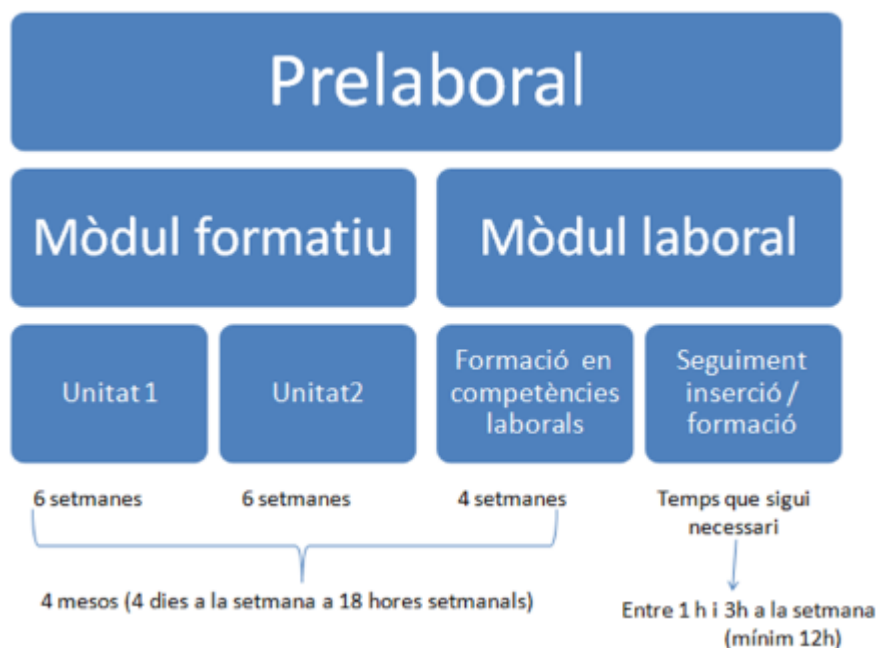 Prelaboral
Mòdul formatiu
Mòdul laboral
Unitat 1
Unitat2
Formació en
competències
laborals
Seguiment
inserció /
formació
6 setmanes
6 setmanes
4 setmanes
Temps que sigui
necessari
4 mesos (4 dies a la setmana a 18 hores setmanals)
Entre 1 h i 3h a la setmana
(mínim 12h)